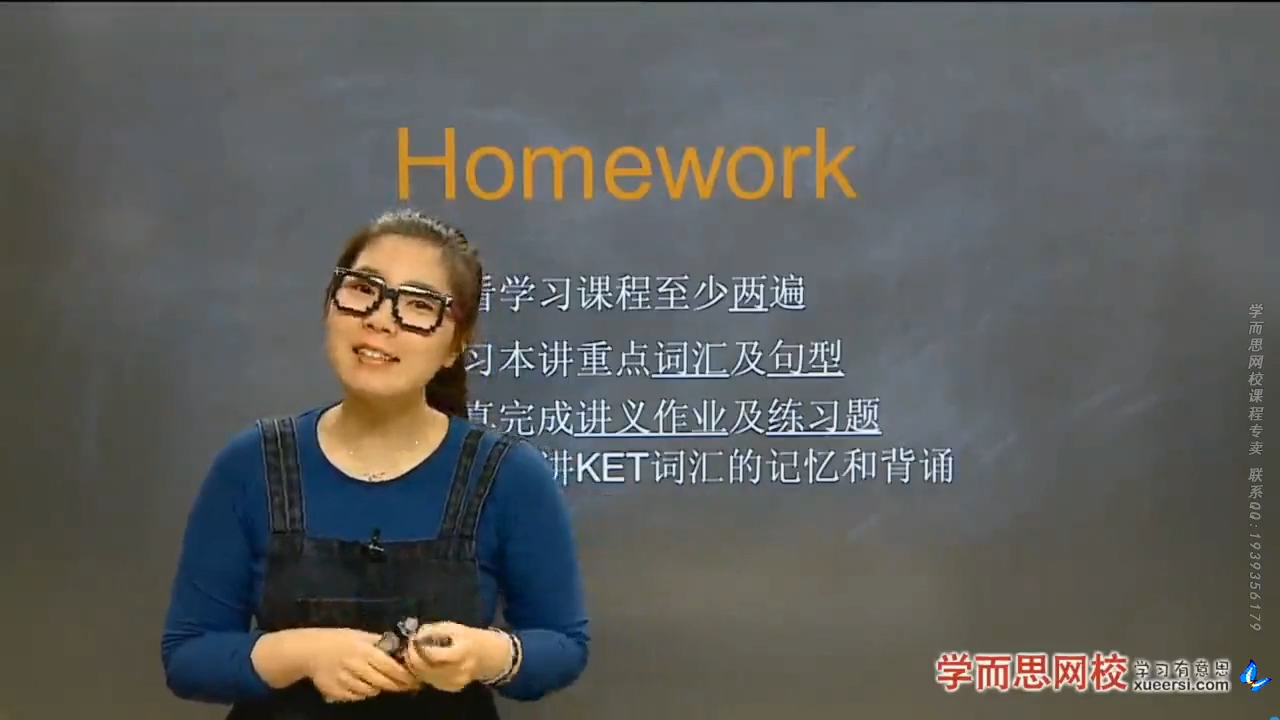 Homework
看学习课程至少两遍
习本讲重点词汇及句型
真完成讲义作业及练习题
讲KET词汇的记忆和背诵
学而思网校课程专卖 联系QQ:1939356179
学而思网校 学习有意思
xueersi.com